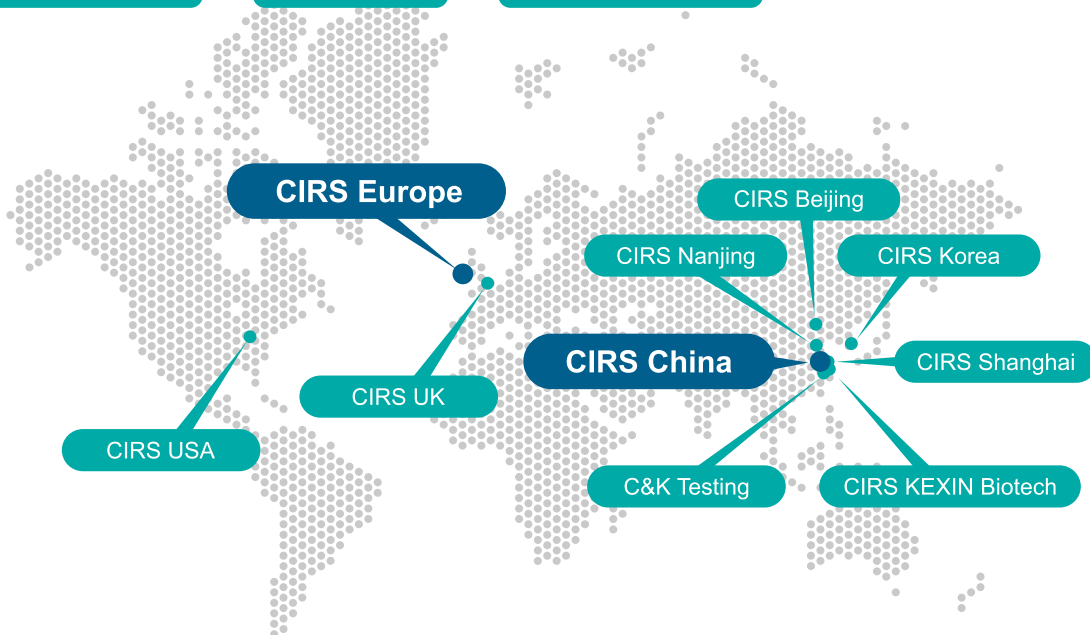 CIRS Europe
CIRS Beijing
CIRS Nanjing
CIRS Korea
CIRS China
CIRS Shanghai
CIRS UK
CIRS USA
C&K Testing
CIRS KEXIN Biotech